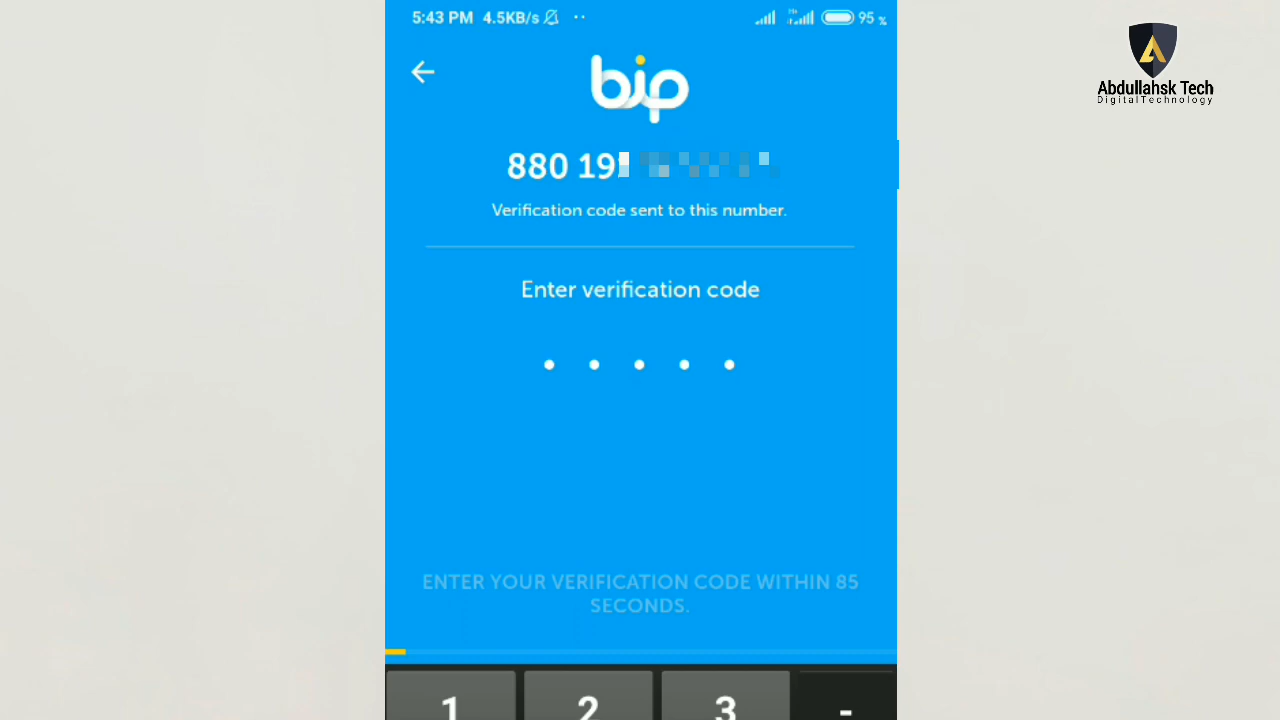 5:43 PM 4.5KB/s 95 %
bip
880 19
Verification code sent to this number.
Enter verification code
ENTER YOUR VERIFICATION CODE WITHIN 85
SECONDS.
1 2 3 -
Abdullahsk Tech
DigitalTechnology